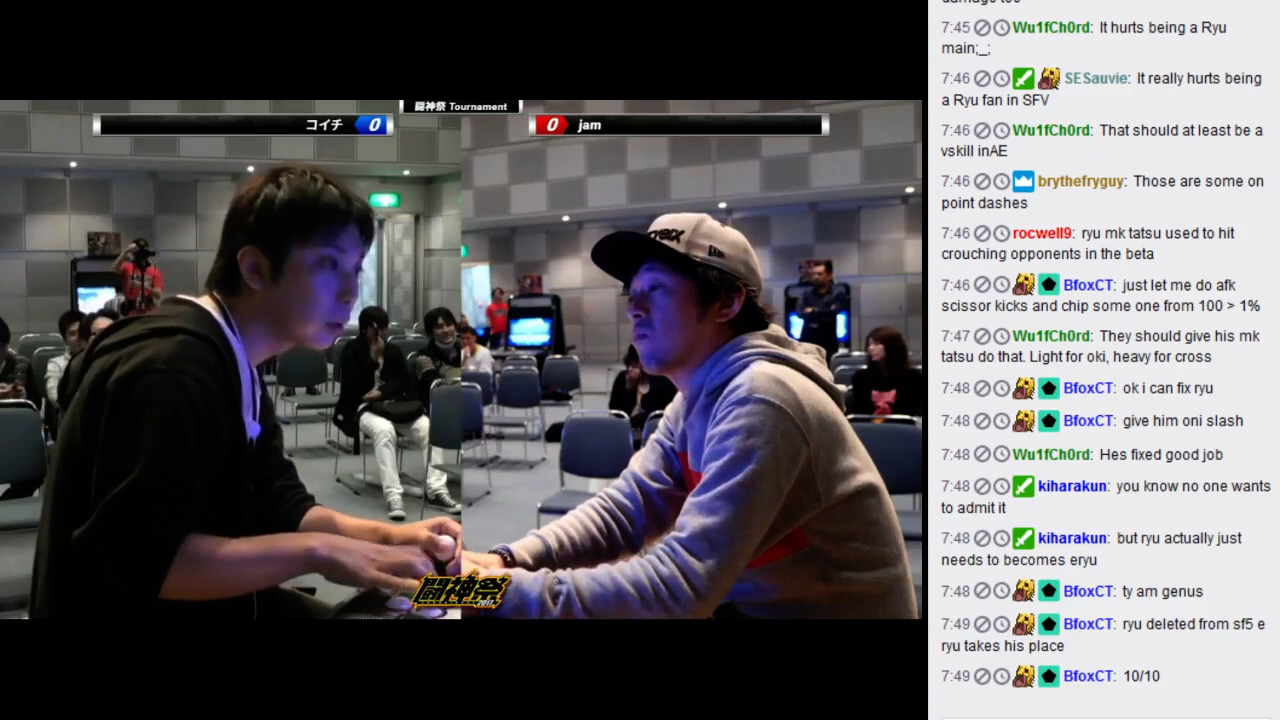 闘神祭 Tournament
コイチ 0
0 jam
闘神祭
2017
7:45 Wu1fCh0rd: It hurts being a Ryu
main;_;
7:46 SESauvie: It really hurts being
a Ryu fan in SFV
7:46 Wu1fCh0rd: That should at least be a
vskill inAE
7:46 brythefryguy: Those are some on
point dashes
7:46 rocwell9: ryu mk tatsu used to hit
crouching opponents in the beta
7:46 BfoxCT: just let me do afk
scissor kicks and chip some one from 100 > 1%
7:47 Wu1fCh0rd: They should give his mk
tatsu do that. Light for oki, heavy for cross
7:48 BfoxCT: ok i can fix ryu
7:48 BfoxCT: give him oni slash
7:48 Wu1fCh0rd: Hes fixed good job
7:48 kiharakun: you know no one wants
to admit it
7:48 kiharakun: but ryu actually just
needs to becomes eryu
7:48 BfoxCT: ty am genus
7:49 BfoxCT: ryu deleted from sf5 e
ryu takes his place
7:49 BfoxCT: 10/10